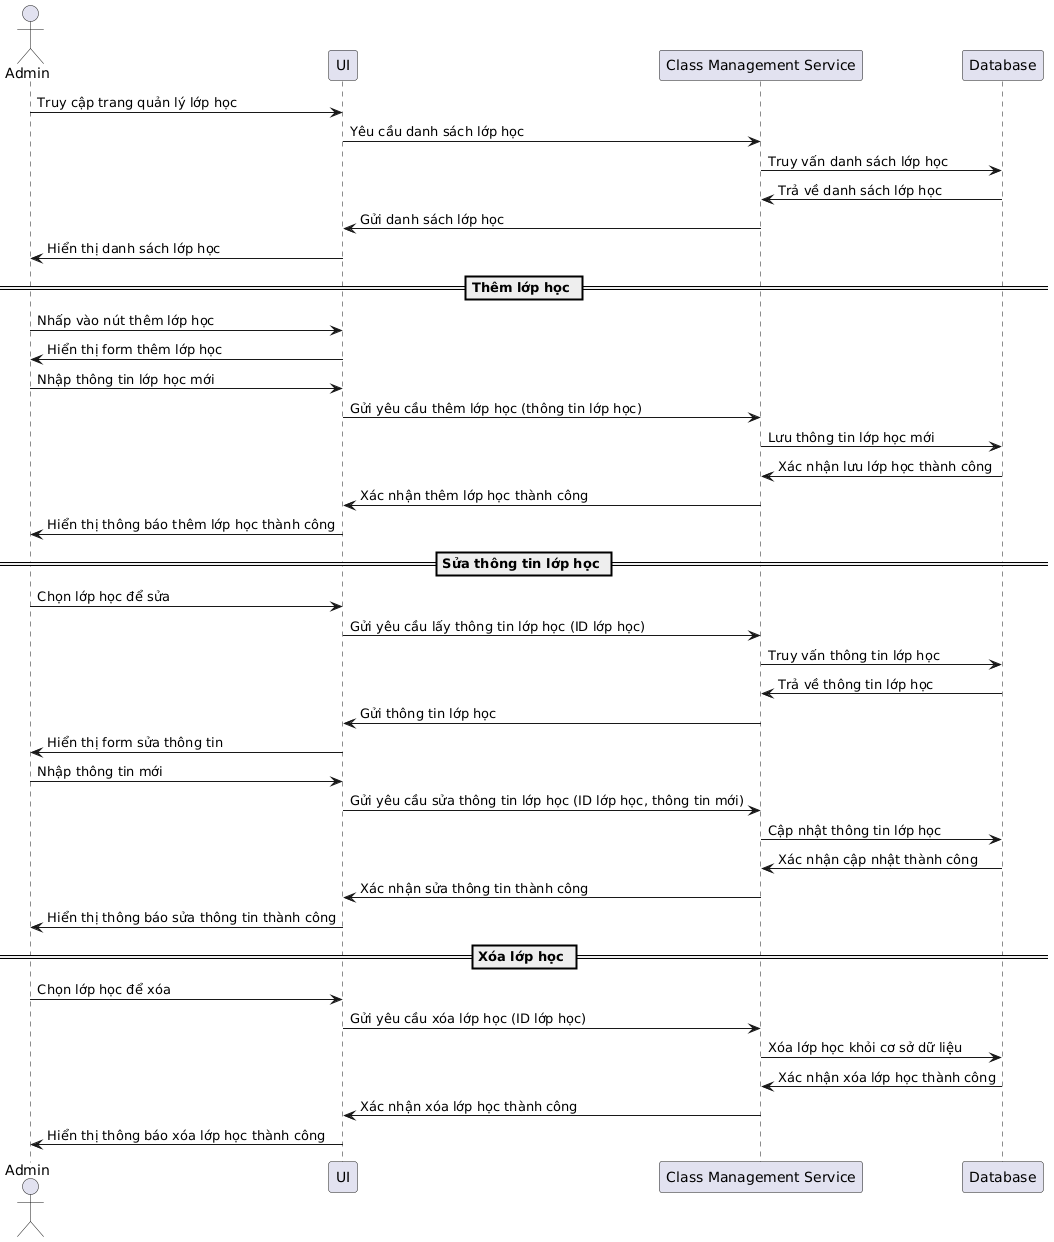 Admin
UI
Class Management Service
Database
Truy cập trang quản lý lớp học
Yêu cầu danh sách lớp học
Truy vấn danh sách lớp học
Trả về danh sách lớp học
Gửi danh sách lớp học
Hiển thị danh sách lớp học
Thêm lớp học
Nhấp vào nút thêm lớp học
Hiển thị form thêm lớp học
Nhập thông tin lớp học mới
Gửi yêu cầu thêm lớp học (thông tin lớp học)
Lưu thông tin lớp học mới
Xác nhận lưu lớp học thành công
Xác nhận thêm lớp học thành công
Hiển thị thông báo thêm lớp học thành công
Sửa thông tin lớp học
Chọn lớp học để sửa
Gửi yêu cầu lấy thông tin lớp học (ID lớp học)
Truy vấn thông tin lớp học
Trả về thông tin lớp học
Gửi thông tin lớp học
Hiển thị form sửa thông tin
Nhập thông tin mới
Gửi yêu cầu sửa thông tin lớp học (ID lớp học, thông tin mới)
Cập nhật thông tin lớp học
Xác nhận cập nhật thành công
Xác nhận sửa thông tin thành công
Hiển thị thông báo sửa thông tin thành công
Xóa lớp học
Chọn lớp học để xóa
Gửi yêu cầu xóa lớp học (ID lớp học)
Xóa lớp học khỏi cơ sở dữ liệu
Xác nhận xóa lớp học thành công
Xác nhận xóa lớp học thành công
Hiển thị thông báo xóa lớp học thành công
Admin
UI
Class Management Service
Database